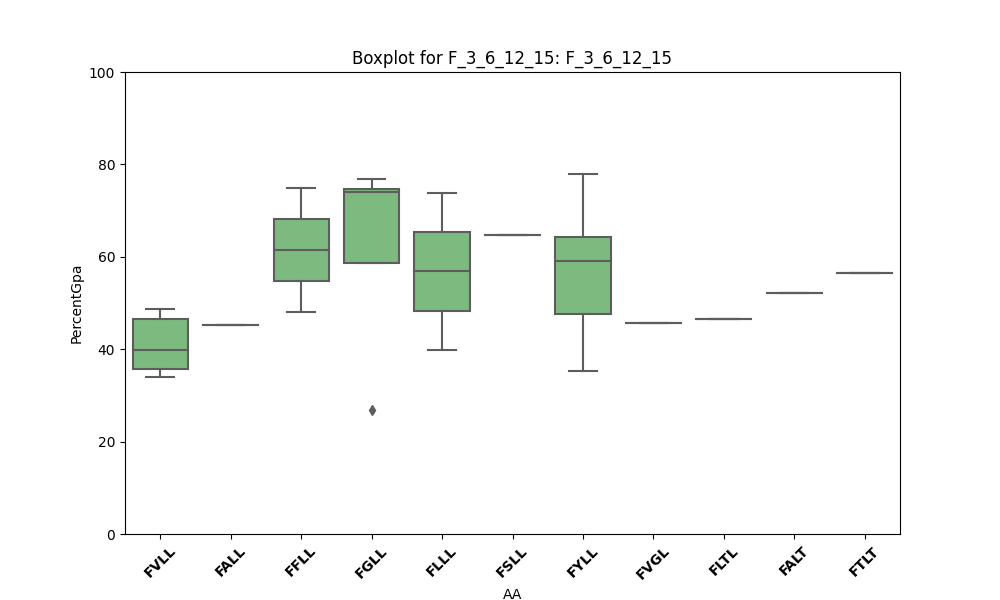 Boxplot for F_3_6_12_15: F_3_6_12_15
100
80
60
40
20
0
PercentGpa
FVLL
FALL
FFLL
FGLL
FLLL
FSLL
FYLL
FVGL
FLTL
FALT
FTLT
AA